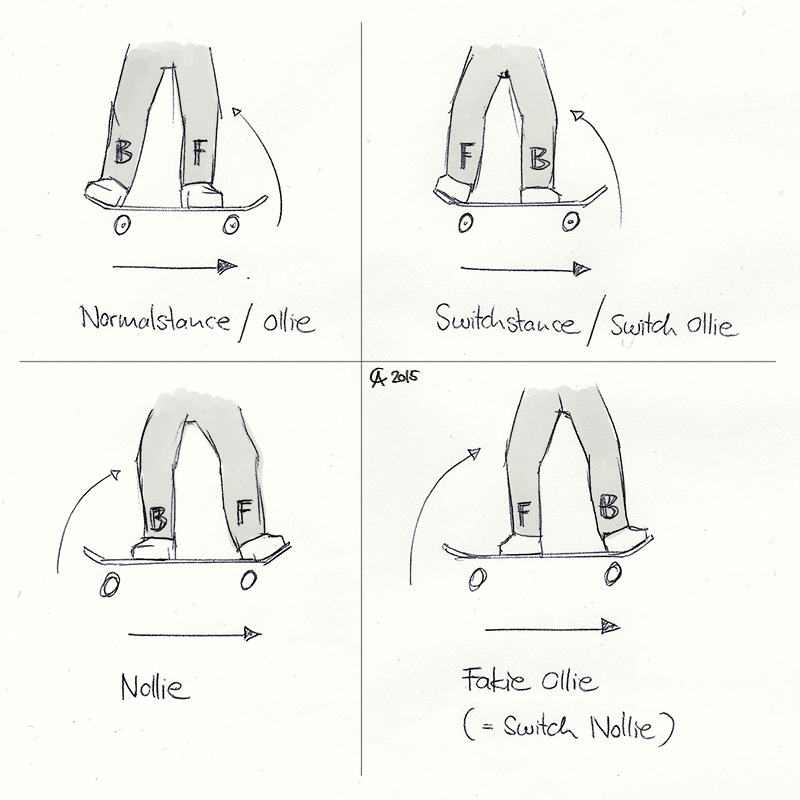 B F
Normalstance / Ollie
F B
Switchstance / Switch Ollie
B F
Nollie
CA 2015
F B
Fakie Ollie
(= Switch Nollie)